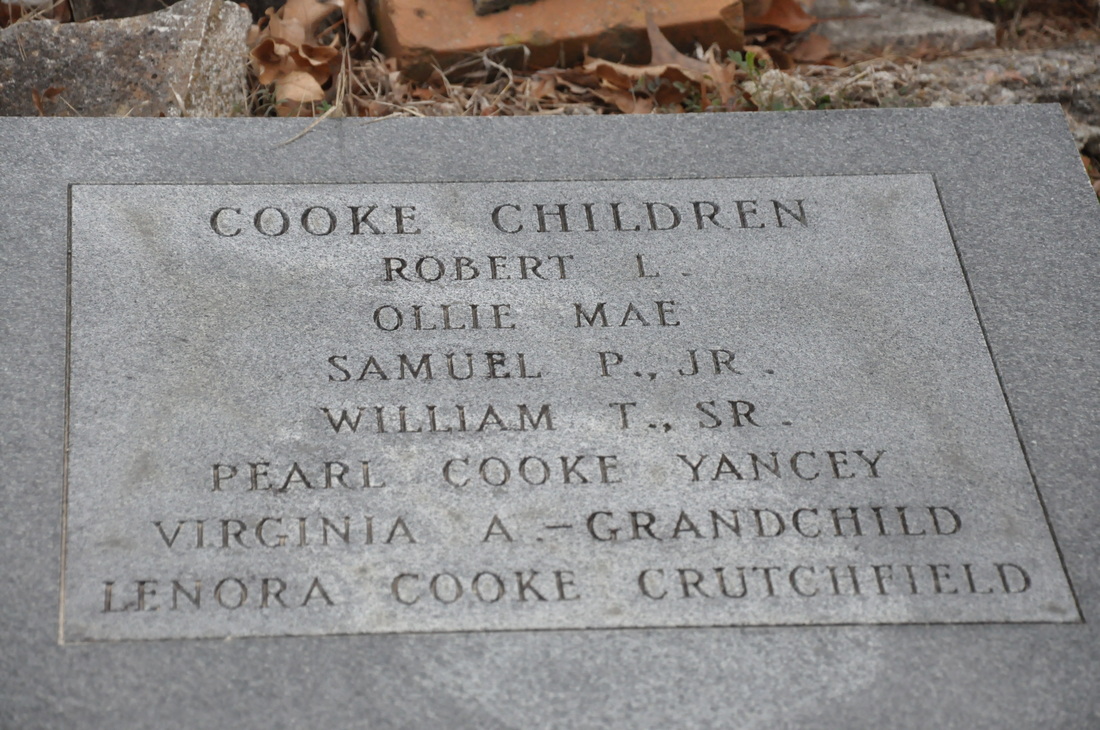 COOKE CHILDREN
ROBERT L.
OLLIE MAE
SAMUEL P., JR.
WILLIAM T., SR.
PEARL COOKE YANCEY
VIRGINIA A.-GRANDCHILD
LENORA COOKE CRUTCHFIELD